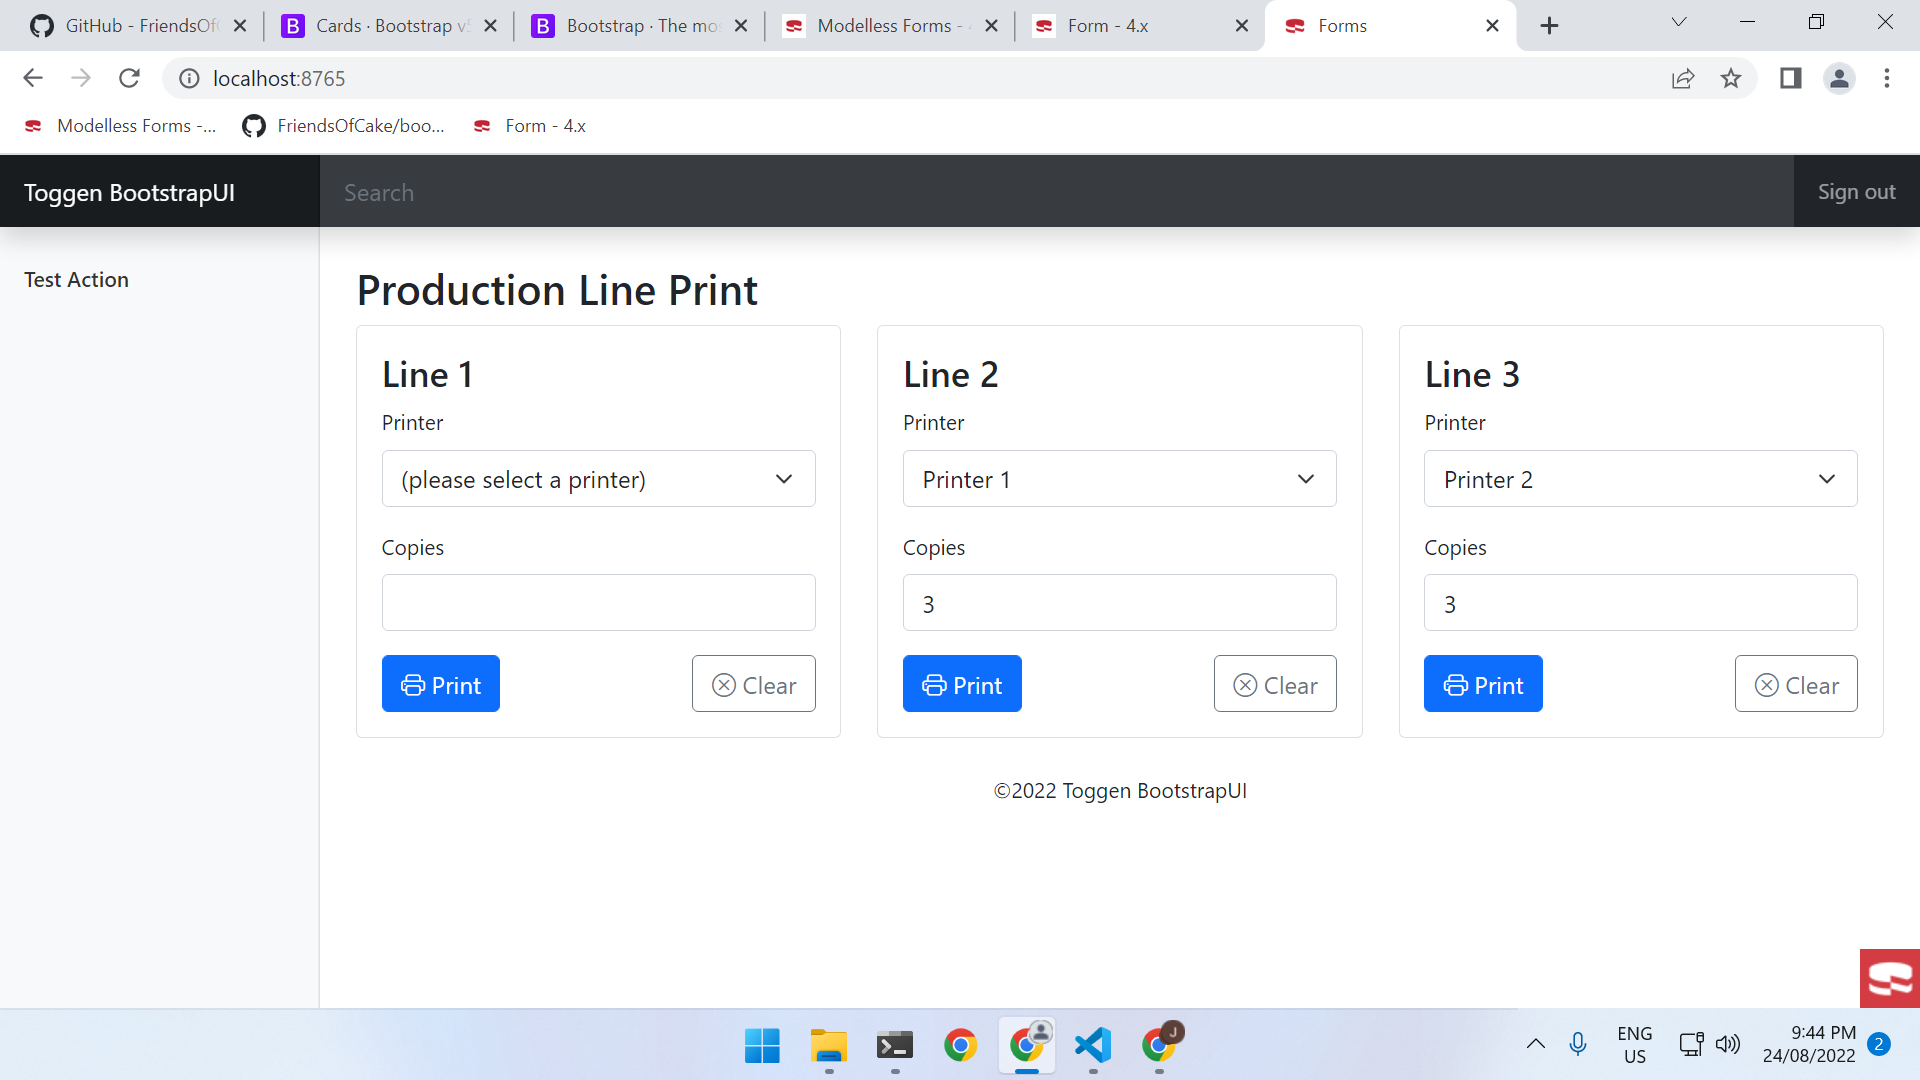 GitHub - FriendsOf
Cards · Bootstrap v5
Bootstrap · The mos
Modelless Forms -
Form - 4.x
Forms
localhost:8765
Modelless Forms -...
FriendsOfCake/boo...
Form - 4.x
Toggen BootstrapUI
Search
Sign out
Test Action
Production Line Print
Line 1
Printer
(please select a printer)
Copies
Print
Clear
Line 2
Printer
Printer 1
Copies
3
Print
Clear
Line 3
Printer
Printer 2
Copies
3
Print
Clear
©2022 Toggen BootstrapUI
J
ENG
US
9:44 PM
24/08/2022
2